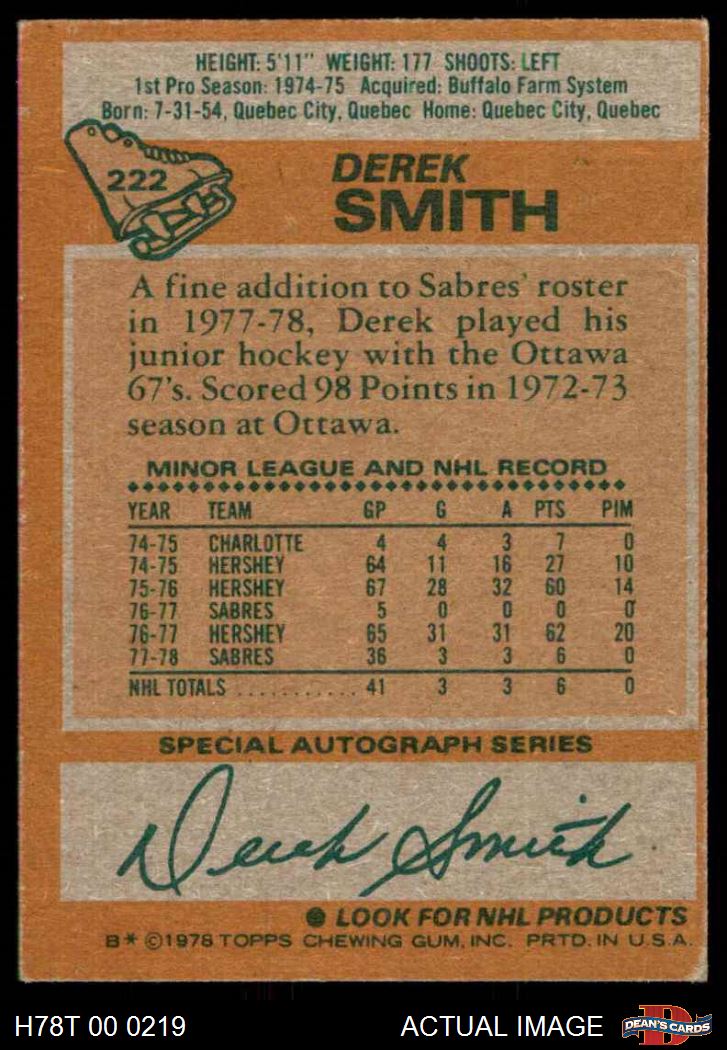 HEIGHT: 5'11" WEIGHT: 177 SHOOTS: LEFT
1st Pro Season: 1974-75 Acquired: Buffalo Farm System
Born: 7-31-54, Quebec City, Quebec Home: Quebec City, Quebec
222
DEREK
SMITH
A fine addition to Sabres' roster
in 1977-78, Derek played his
junior hockey with the Ottawa
67's. Scored 98 Points in 1972-73
season at Ottawa.
MINOR LEAGUE AND NHL RECORD
YEAR TEAM GP G A PTS PIM
74-75 CHARLOTTE 4 4 3 7 0
74-75 HERSHEY 64 11 16 27 10
75-76 HERSHEY 67 28 32 60 14
76-77 SABRES 5 0 0 0 0
76-77 HERSHEY 65 31 31 62 20
77-78 SABRES 36 3 3 6 0
NHL TOTALS ............ 41 3 3 6 0
SPECIAL AUTOGRAPH SERIES
Derek Smith
LOOK FOR NHL PRODUCTS
B* ©1978 TOPPS CHEWING GUM, INC. PRTD. IN U.S.A.
H78T 00 0219 ACTUAL IMAGE D DEAN'S CARDS